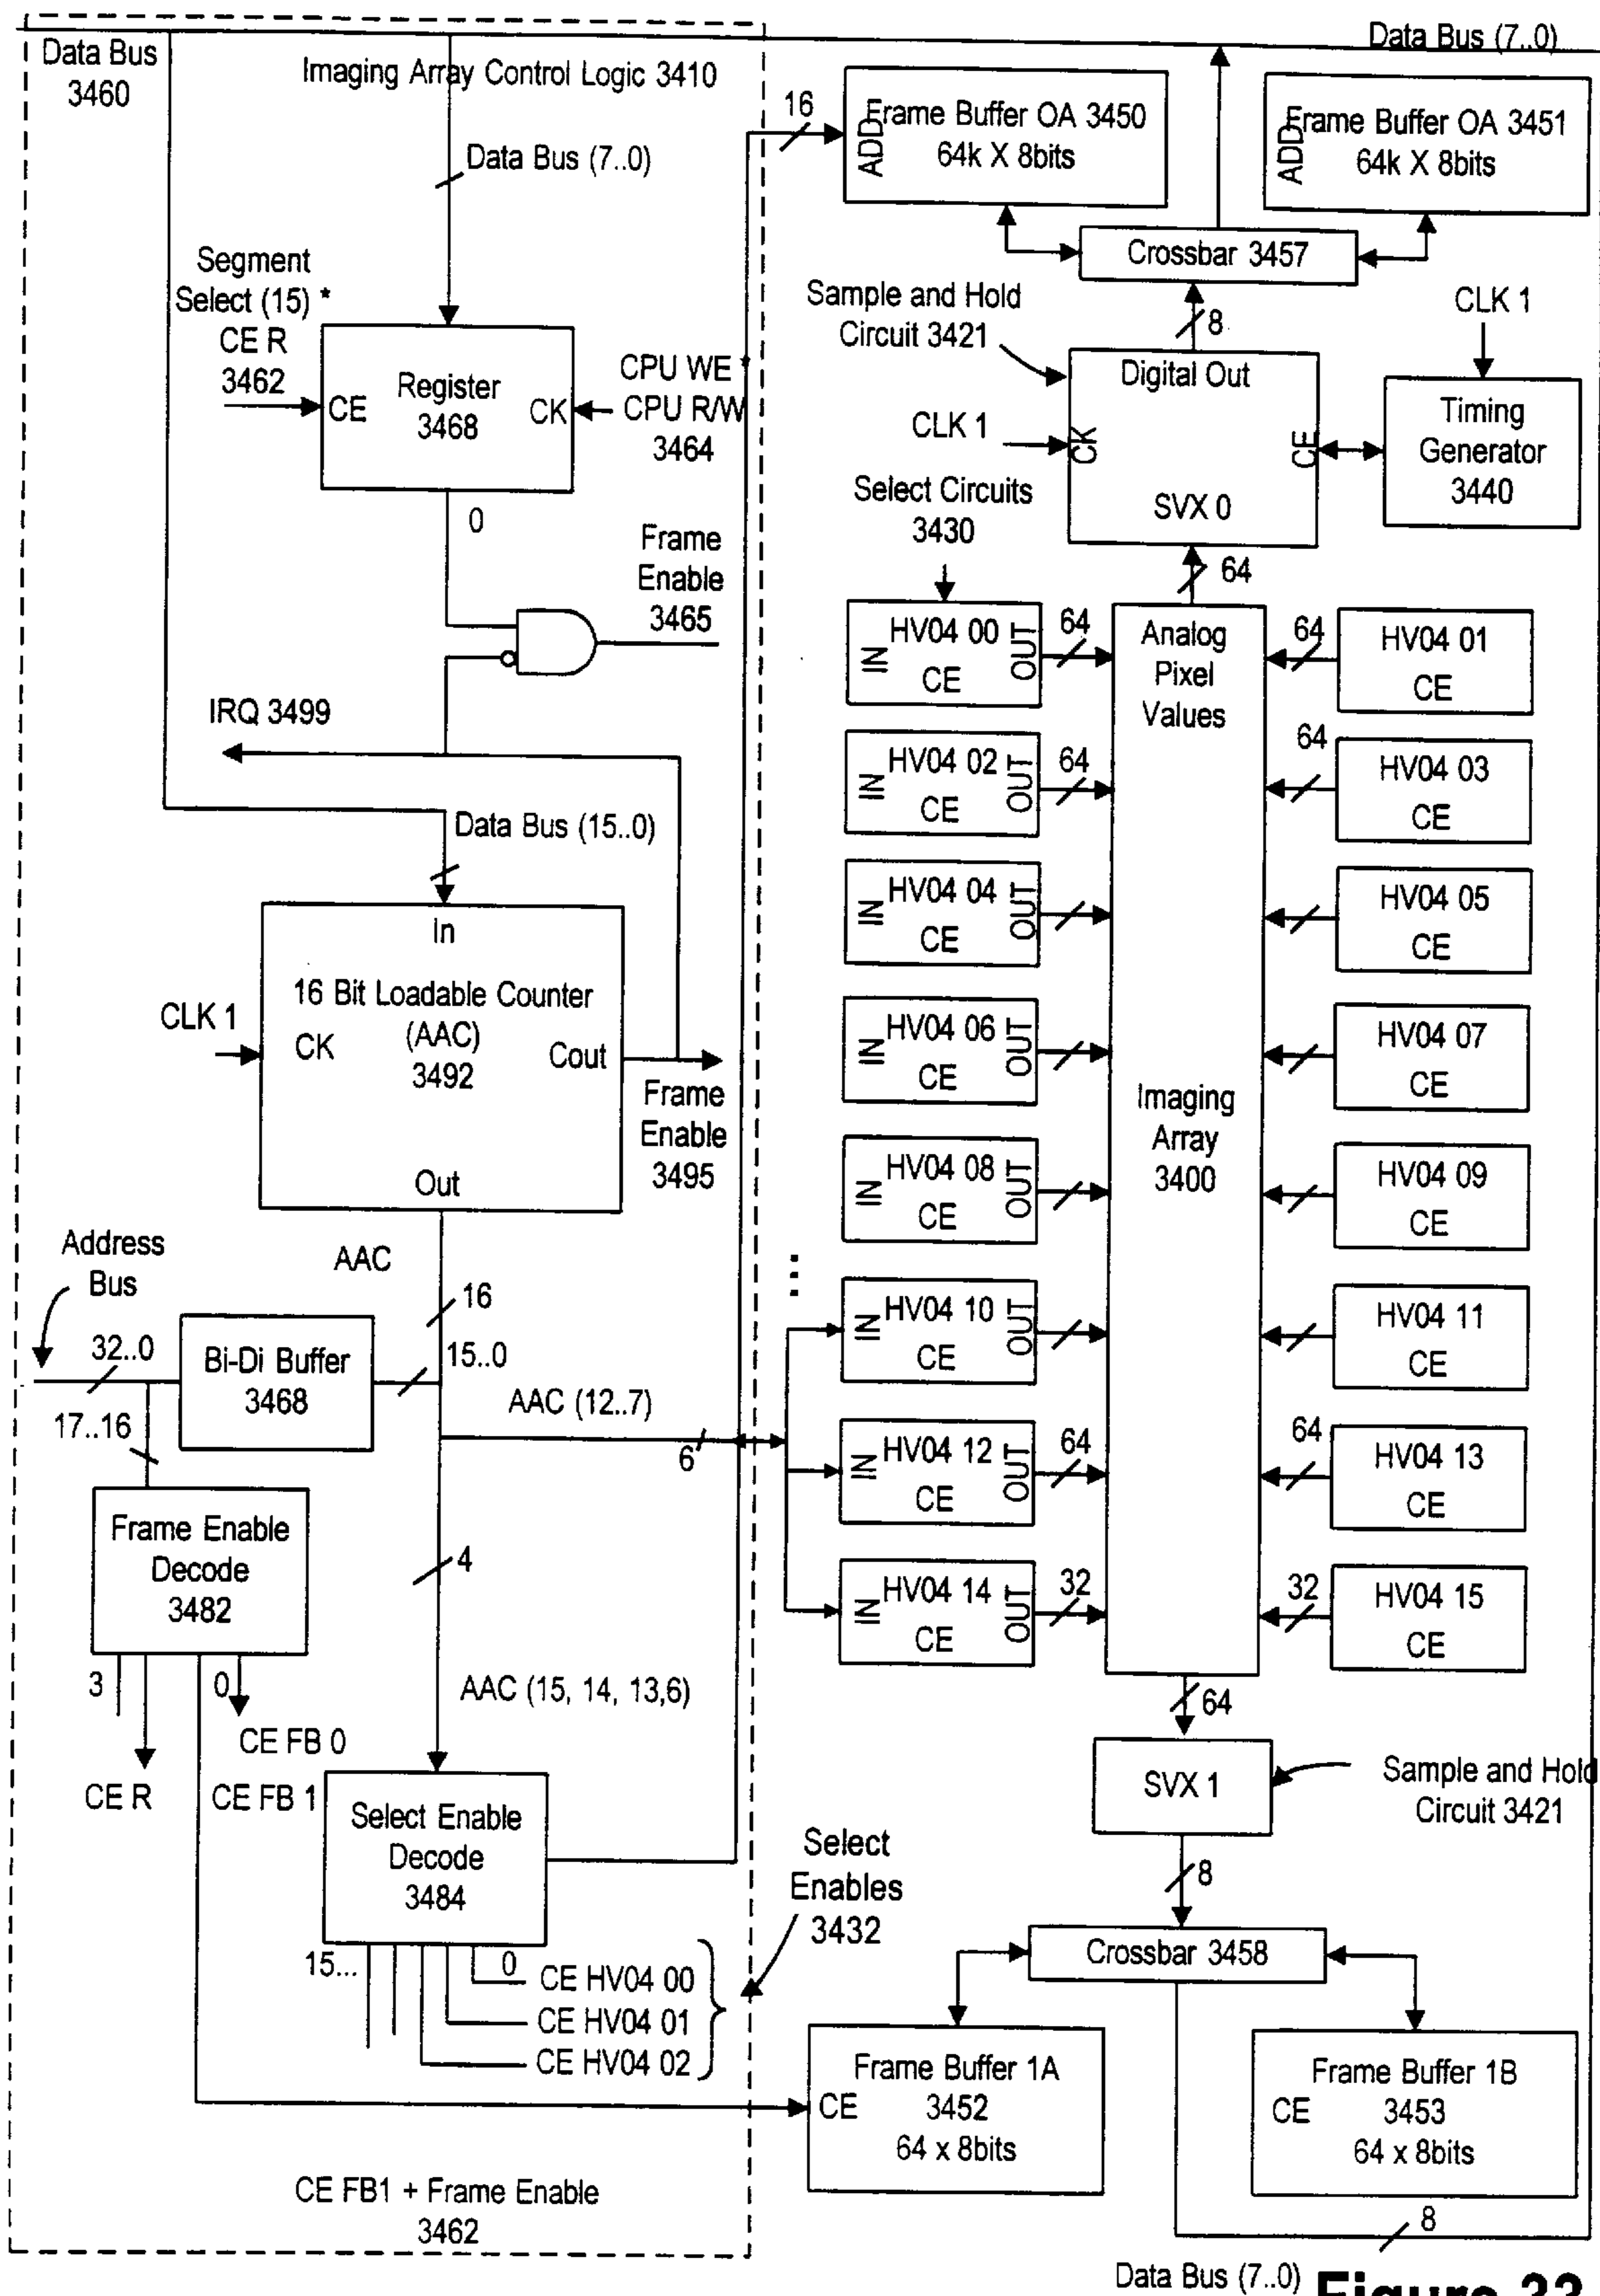 Data Bus
3460
Imaging Array Control Logic 3410
Data Bus (7..0)
Data Bus (7..0)
16
ADD
Frame Buffer OA 3450
64k X 8bits
ADD
Frame Buffer OA 3451
64k X 8bits
Crossbar 3457
Segment
Select (15) *
CE R
3462
CE
Register
3468
CK
CPU WE *
CPU R/W
3464
0
Sample and Hold
Circuit 3421
8
CLK 1
Digital Out
CLK 1
CK
CE
SVX 0
Timing
Generator
3440
Select Circuits
3430
64
Frame
Enable
3465
IRQ 3499
Data Bus (15..0)
In
16 Bit Loadable Counter
(AAC)
3492
CLK 1
CK
Cout
Out
Frame
Enable
3495
IN
HV04 00
CE
OUT
64
Analog
Pixel
Values
64
HV04 01
CE
IN
HV04 02
CE
OUT
64
64
HV04 03
CE
IN
HV04 04
CE
OUT
HV04 05
CE
IN
HV04 06
CE
OUT
HV04 07
CE
Imaging
Array
3400
IN
HV04 08
CE
OUT
HV04 09
CE
...
IN
HV04 10
CE
OUT
HV04 11
CE
IN
HV04 12
CE
OUT
64
64
HV04 13
CE
IN
HV04 14
CE
OUT
32
32
HV04 15
CE
Address
Bus
AAC
16
32..0
Bi-Di Buffer
3468
15..0
AAC (12..7)
6
17..16
Frame Enable
Decode
3482
4
3
0
CE FB 0
CE R
CE FB 1
AAC (15, 14, 13,6)
Select Enable
Decode
3484
15...
0
CE HV04 00
CE HV04 01
CE HV04 02
Select
Enables
3432
64
SVX 1
Sample and Hold
Circuit 3421
8
Crossbar 3458
CE
Frame Buffer 1A
3452
64 x 8bits
CE
Frame Buffer 1B
3453
64 x 8bits
CE FB1 + Frame Enable
3462
8
Data Bus (7..0)
Figure 33